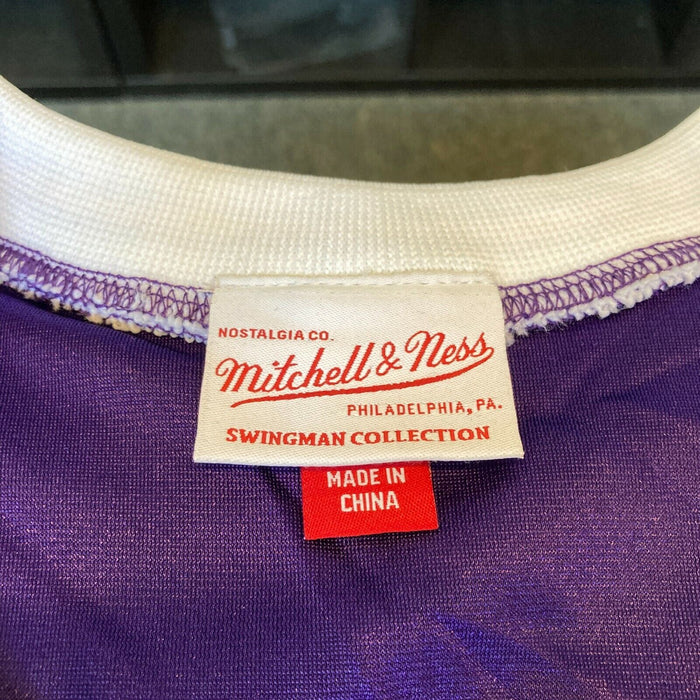 NOSTALGIA CO.
Mitchell & Ness
PHILADELPHIA, PA.
SWINGMAN COLLECTION
MADE IN
CHINA